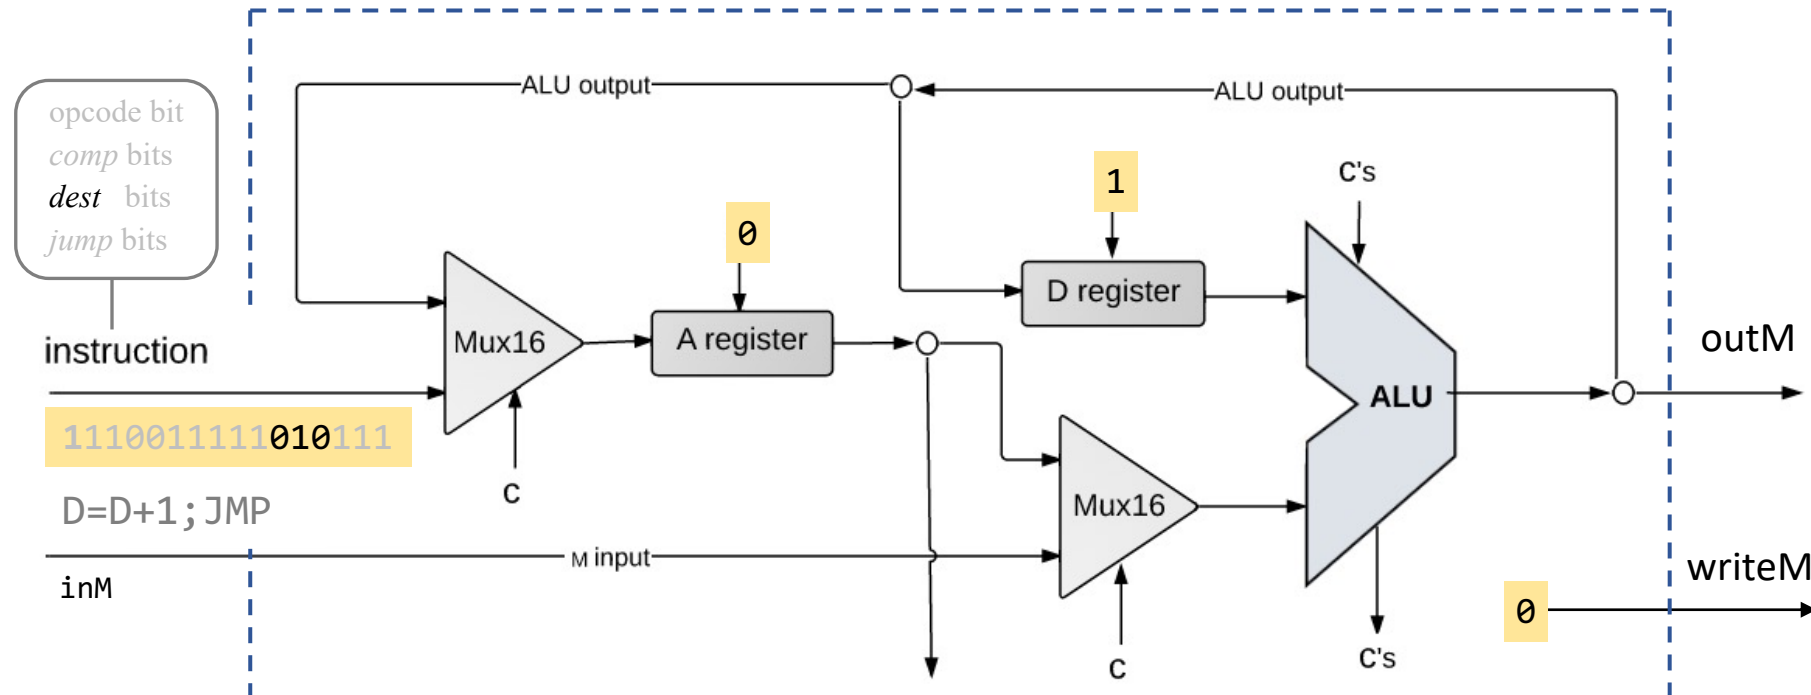 ALU output
ALU output
opcode bit
comp bits
dest bits
jump bits
1
c's
0
D register
instruction
Mux16
A register
outM
ALU
1110011111010111
c
D=D+1;JMP
Mux16
M input
inM
writeM
0
c
c's